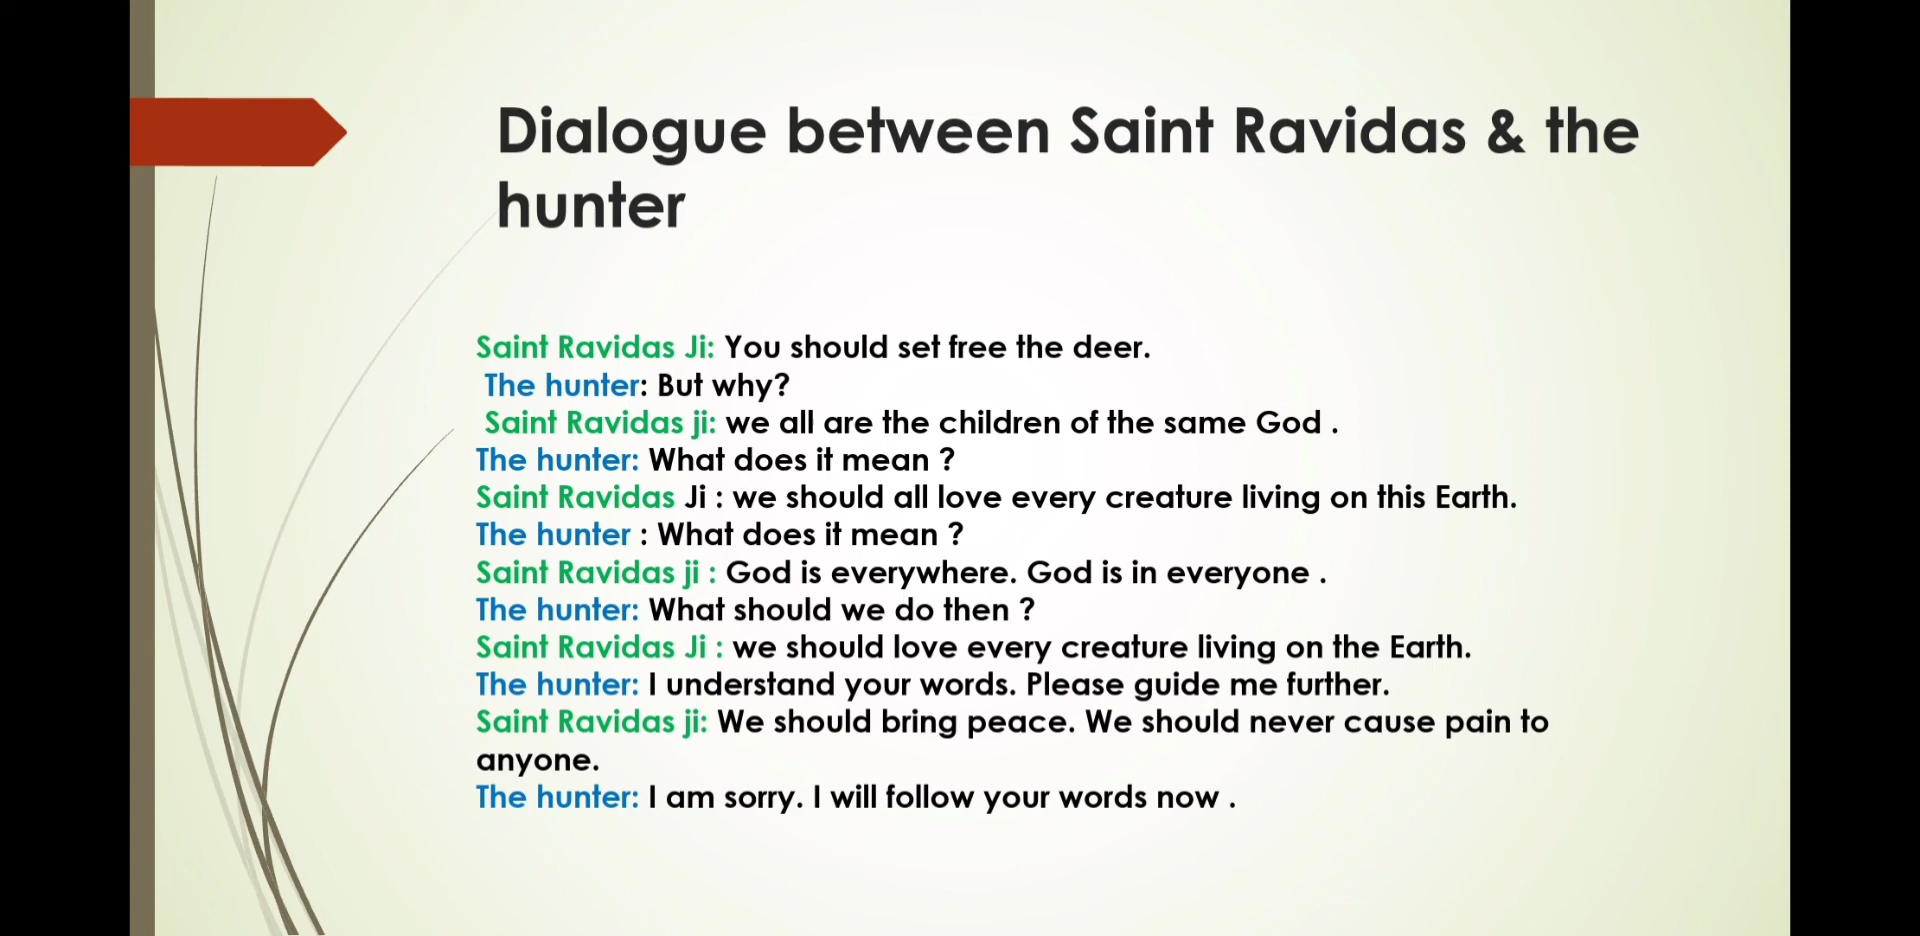 Dialogue between Saint Ravidas & the
hunter
Saint Ravidas Ji: You should set free the deer.
The hunter: But why?
Saint Ravidas ji: we all are the children of the same God .
The hunter: What does it mean ?
Saint Ravidas Ji : we should all love every creature living on this Earth.
The hunter : What does it mean ?
Saint Ravidas ji : God is everywhere. God is in everyone .
The hunter: What should we do then ?
Saint Ravidas Ji : we should love every creature living on the Earth.
The hunter: I understand your words. Please guide me further.
Saint Ravidas ji: We should bring peace. We should never cause pain to
anyone.
The hunter: I am sorry. I will follow your words now .